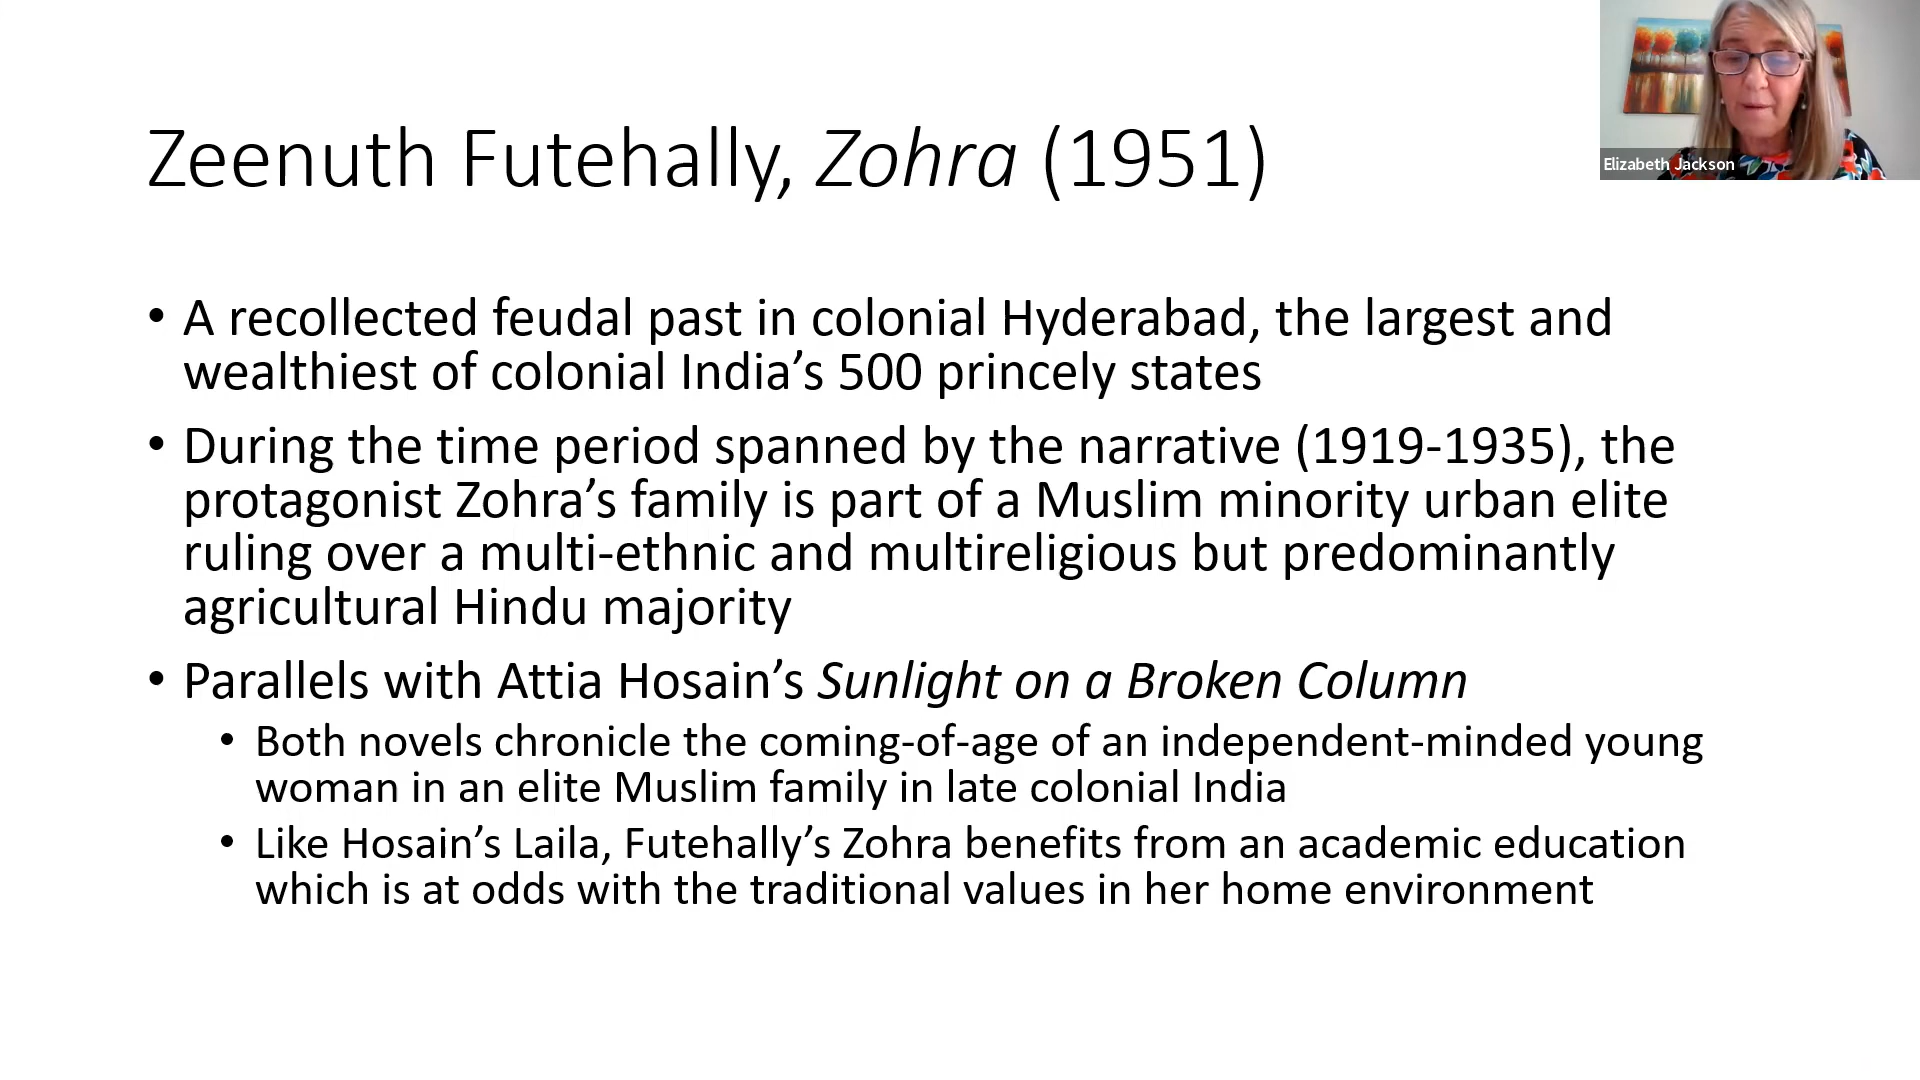 Zeenuth Futehally, Zohra (1951)
Elizabeth Jackson
• A recollected feudal past in colonial Hyderabad, the largest and
wealthiest of colonial India’s 500 princely states
• During the time period spanned by the narrative (1919-1935), the
protagonist Zohra’s family is part of a Muslim minority urban elite
ruling over a multi-ethnic and multireligious but predominantly
agricultural Hindu majority
• Parallels with Attia Hosain’s Sunlight on a Broken Column
• Both novels chronicle the coming-of-age of an independent-minded young
woman in an elite Muslim family in late colonial India
• Like Hosain’s Laila, Futehally’s Zohra benefits from an academic education
which is at odds with the traditional values in her home environment